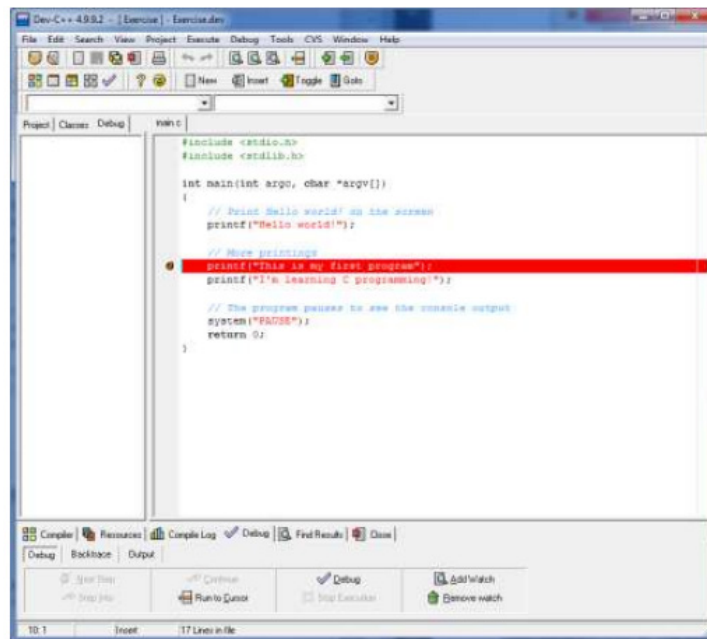 Dev-C++ 4.9.9.2 - [ Exercise ] - Exercise.dev
File Edit Search View Project Execute Debug Tools CVS Window Help
New Insert Toggle Goto
Project Classes Debug main.c
#include <stdio.h>
#include <stdlib.h>
int main(int argc, char *argv[])
{
// Print Hello world! on the screen
printf("Hello world!");
// More printings
printf("This is my first program");
printf("I'm learning C programming!");
// The program pauses to see the console output
system("PAUSE");
return 0;
}
Compiler Resources Compile Log Debug Find Results Close
Debug Backtrace Output
Next Step Continue Debug Add Watch
Step Into Run to Cursor Stop Execution Remove watch
10: 1 Insert 17 Lines in file